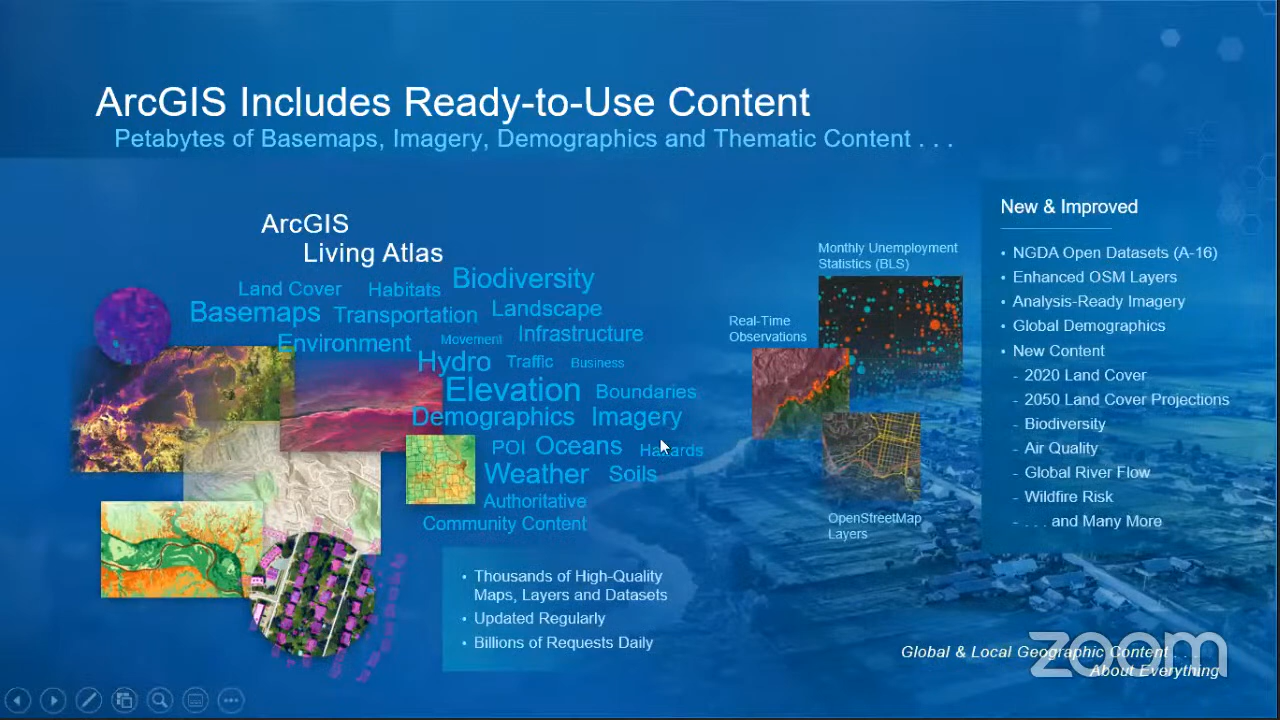 ArcGIS Includes Ready-to-Use Content
Petabytes of Basemaps, Imagery, Demographics and Thematic Content . . .
ArcGIS
Living Atlas
Land Cover Habitats Biodiversity
Basemaps Transportation Landscape
Environment Movement Infrastructure
Hydro Traffic Business
Elevation Boundaries
Demographics Imagery
POI Oceans Hazards
Weather Soils
Authoritative
Community Content
• Thousands of High-Quality
Maps, Layers and Datasets
• Updated Regularly
• Billions of Requests Daily
Monthly Unemployment
Statistics (BLS)
Real-Time
Observations
OpenStreetMap
Layers
New & Improved
• NGDA Open Datasets (A-16)
• Enhanced OSM Layers
• Analysis-Ready Imagery
• Global Demographics
• New Content
- 2020 Land Cover
- 2050 Land Cover Projections
- Biodiversity
- Air Quality
- Global River Flow
- Wildfire Risk
- . . . . and Many More
Global & Local Geographic Content . . .
About Everything
zoom